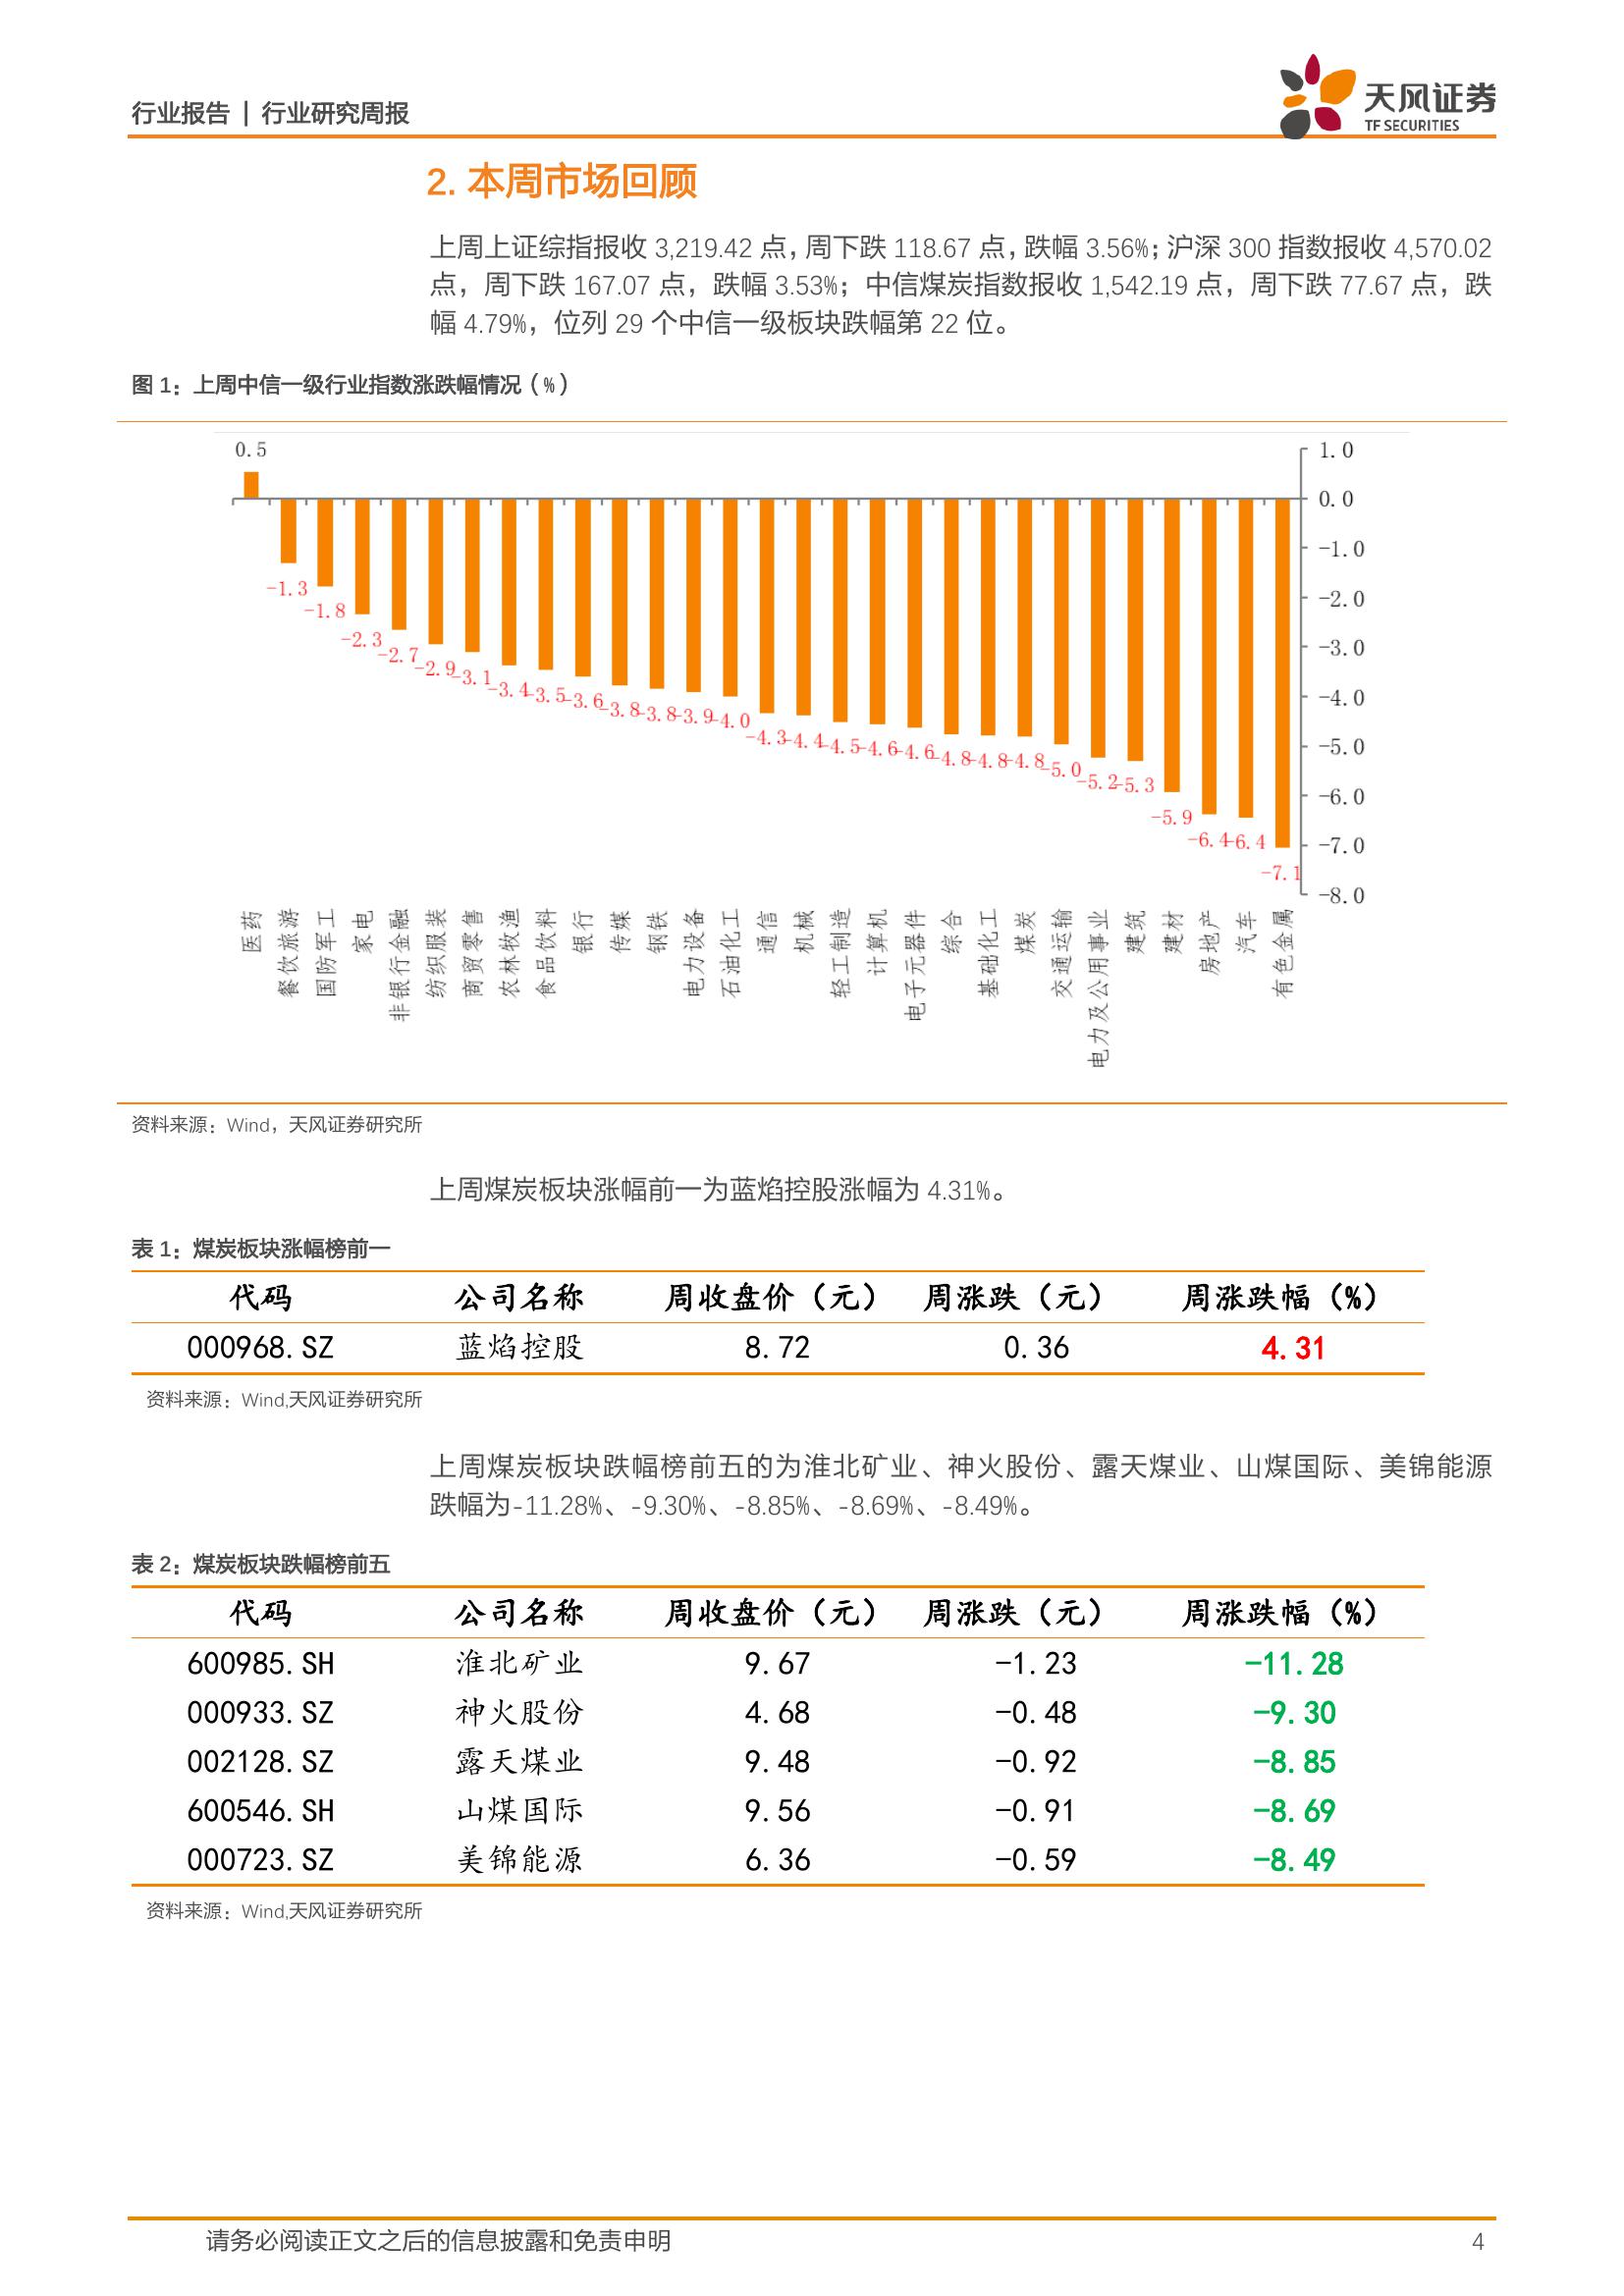 行业报告 | 行业研究周报
天风证券
TF SECURITIES
2. 本周市场回顾
上周上证综指报收 3,219.42 点，周下跌 118.67 点，跌幅 3.56%；沪深 300 指数报收 4,570.02
点，周下跌 167.07 点，跌幅 3.53%；中信煤炭指数报收 1,542.19 点，周下跌 77.67 点，跌
幅 4.79%，位列 29 个中信一级板块跌幅第 22 位。
图 1：上周中信一级行业指数涨跌幅情况（%）
0.5
-1.3
-1.8
-2.3
-2.7
-2.9
-3.1
-3.4
-3.5
-3.6
-3.8
-3.8
-3.9
-4.0
-4.3
-4.4
-4.5
-4.6
-4.6
-4.8
-4.8
-4.8
-5.0
-5.2
-5.3
-5.9
-6.4
-6.4
-7.1
1.0
0.0
-1.0
-2.0
-3.0
-4.0
-5.0
-6.0
-7.0
-8.0
医药
餐饮旅游
国防军工
家电
非银行金融
纺织服装
商贸零售
农林牧渔
食品饮料
银行
传媒
钢铁
电力设备
石油化工
通信
机械
轻工制造
计算机
电子元器件
综合
基础化工
煤炭
交通运输
电力及公用事业
建筑
建材
房地产
汽车
有色金属
资料来源：Wind，天风证券研究所
上周煤炭板块涨幅前一为蓝焰控股涨幅为 4.31%。
表 1：煤炭板块涨幅榜前一
代码 公司名称 周收盘价（元） 周涨跌（元） 周涨跌幅（%）
000968.SZ 蓝焰控股 8.72 0.36 4.31
资料来源：Wind,天风证券研究所
上周煤炭板块跌幅榜前五的为淮北矿业、神火股份、露天煤业、山煤国际、美锦能源
跌幅为-11.28%、-9.30%、-8.85%、-8.69%、-8.49%。
表 2：煤炭板块跌幅榜前五
代码 公司名称 周收盘价（元） 周涨跌（元） 周涨跌幅（%）
600985.SH 淮北矿业 9.67 -1.23 -11.28
000933.SZ 神火股份 4.68 -0.48 -9.30
002128.SZ 露天煤业 9.48 -0.92 -8.85
600546.SH 山煤国际 9.56 -0.91 -8.69
000723.SZ 美锦能源 6.36 -0.59 -8.49
资料来源：Wind,天风证券研究所
请务必阅读正文之后的信息披露和免责申明 4